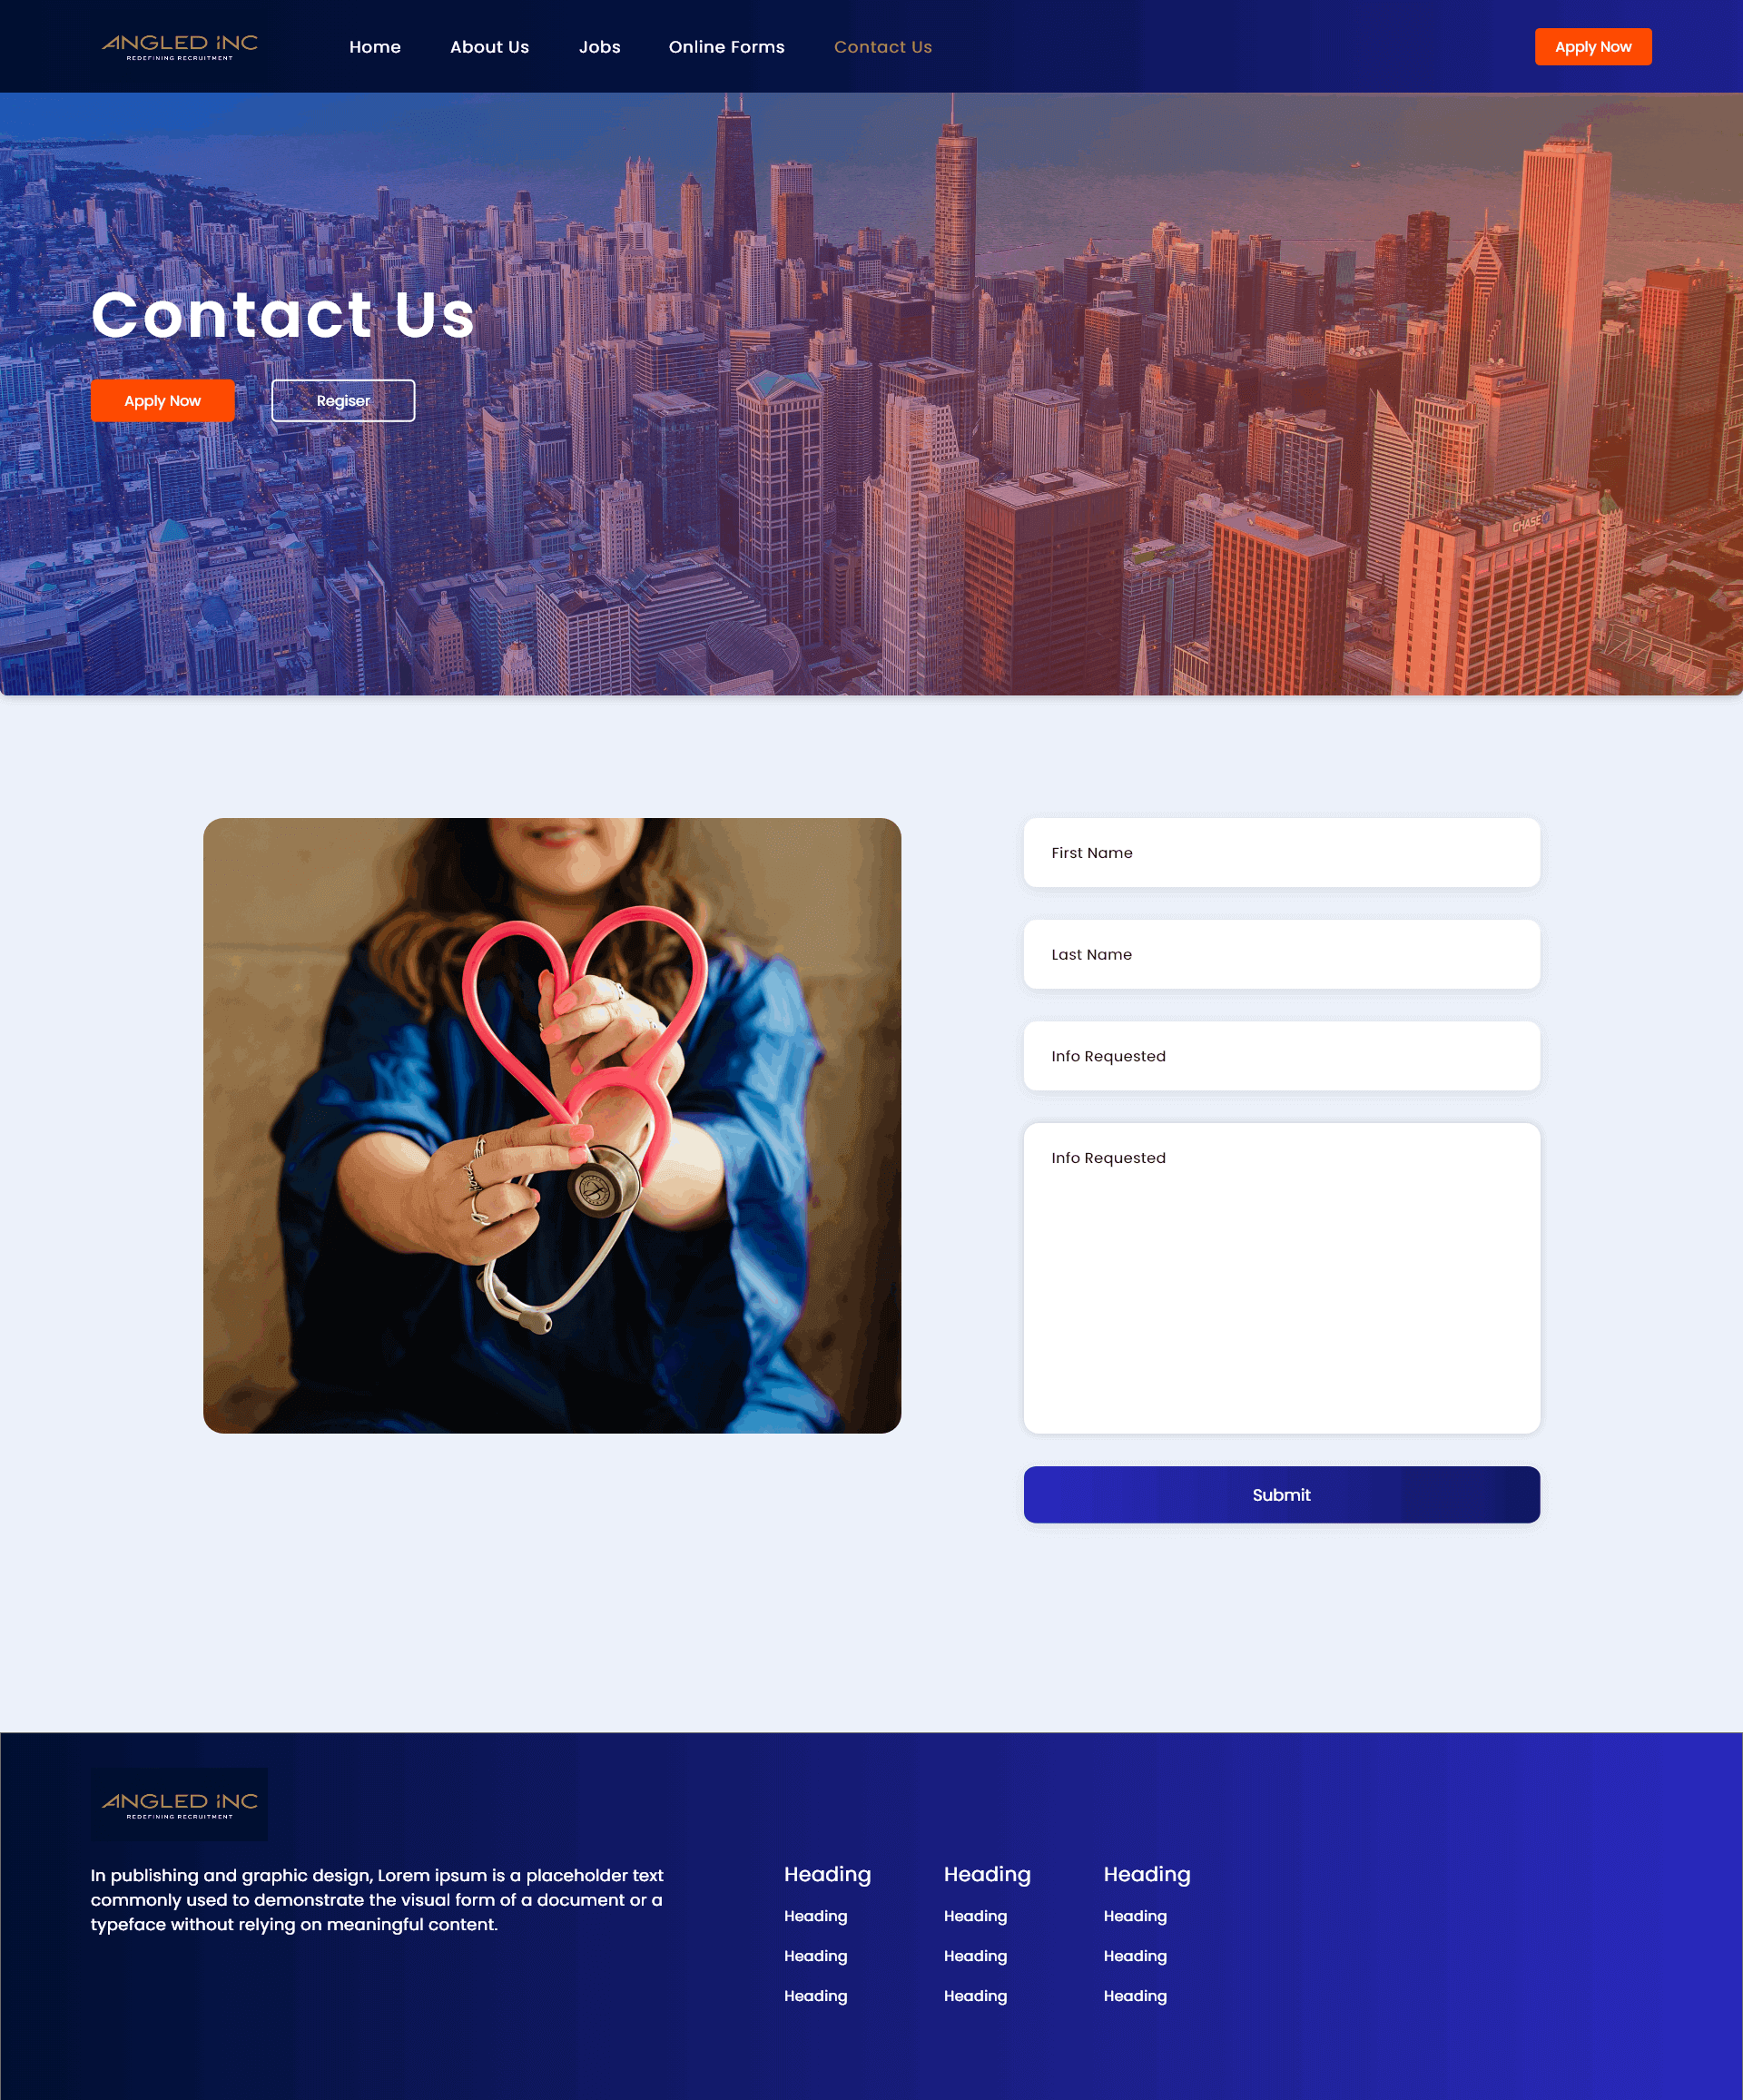 ANGLED INC
REDEFINING RECRUITMENT
Home
About Us
Jobs
Online Forms
Contact Us
Apply Now
Contact Us
Apply Now
Regiser
CHASE
First Name
Last Name
Info Requested
Info Requested
Submit
ANGLED INC
REDEFINING RECRUITMENT
In publishing and graphic design, Lorem ipsum is a placeholder text
commonly used to demonstrate the visual form of a document or a
typeface without relying on meaningful content.
Heading
Heading
Heading
Heading
Heading
Heading
Heading
Heading
Heading
Heading
Heading
Heading